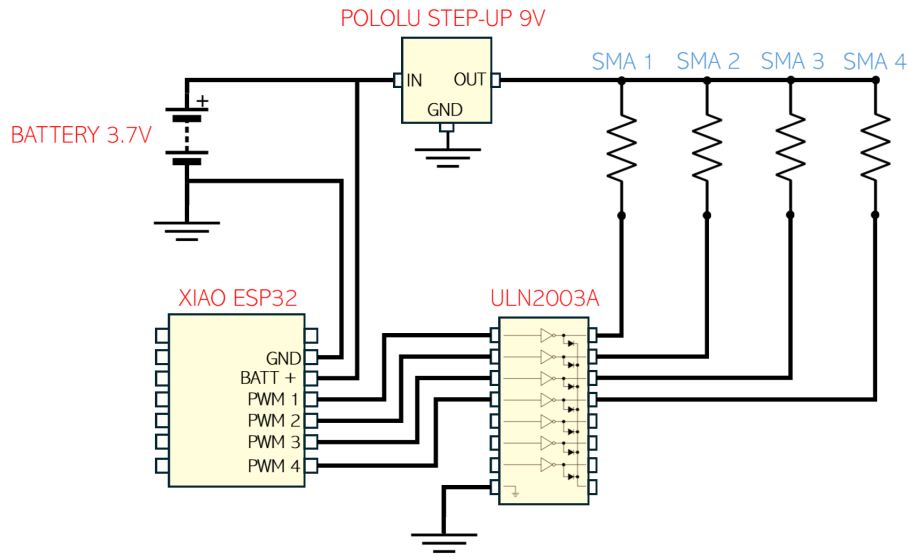 POLOLU STEP-UP 9V
IN OUT
GND
SMA 1 SMA 2 SMA 3 SMA 4
+
BATTERY 3.7V
XIAO ESP32
GND
BATT +
PWM 1
PWM 2
PWM 3
PWM 4
ULN2003A